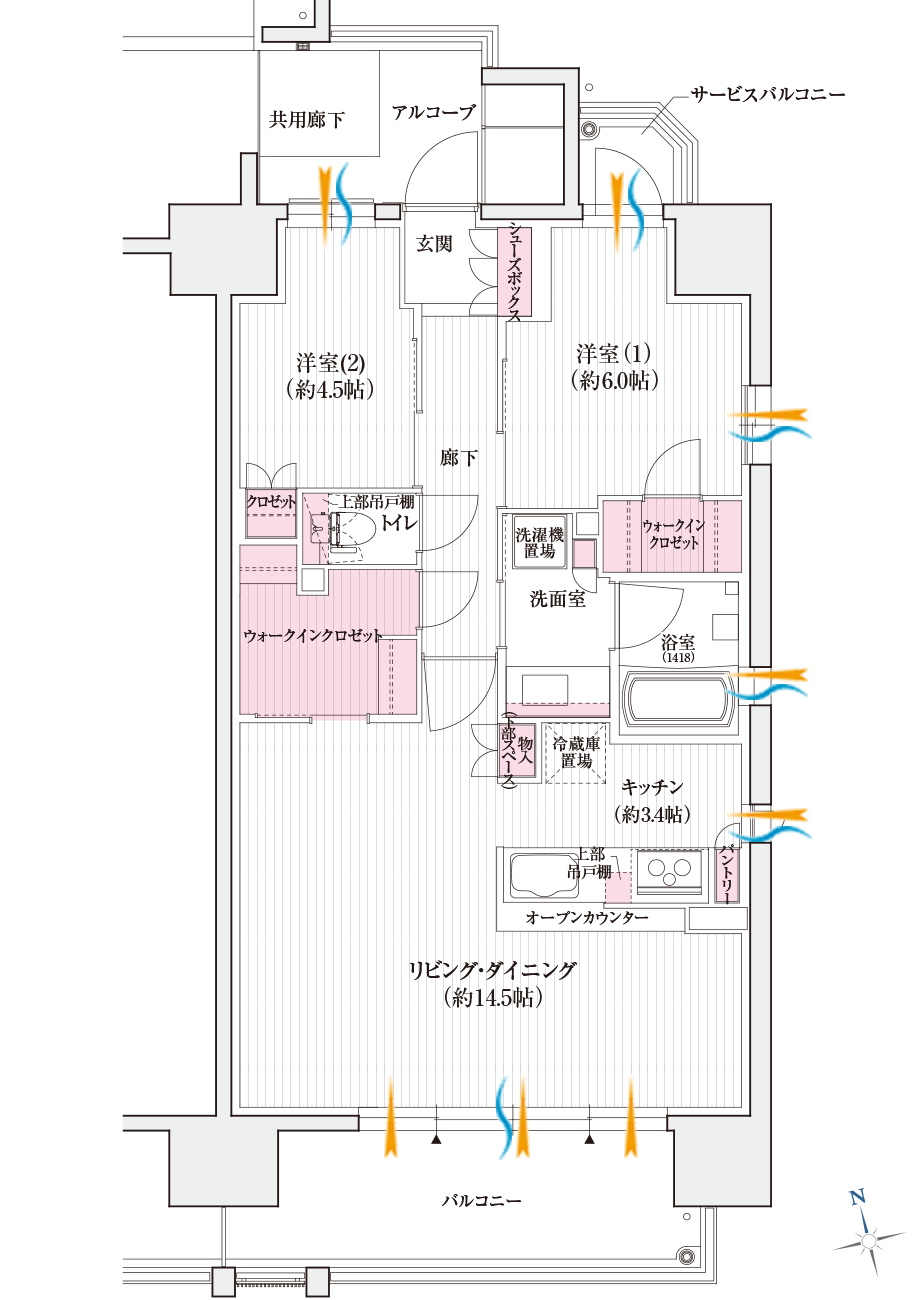 サービスバルコニー
アルコーブ
共用廊下
玄関
シューズボックス
洋室(2)
(約4.5帖)
洋室(1)
(約6.0帖)
廊下
クロゼット
上部吊戸棚
トイレ
洗濯機
置場
ウォークイン
クロゼット
洗面室
ウォークインクロゼット
浴室
(1418)
物入
(下部スペース)
冷蔵庫
置場
キッチン
(約3.4帖)
上部
吊戸棚
パントリー
オープンカウンター
リビング・ダイニング
(約14.5帖)
バルコニー
N